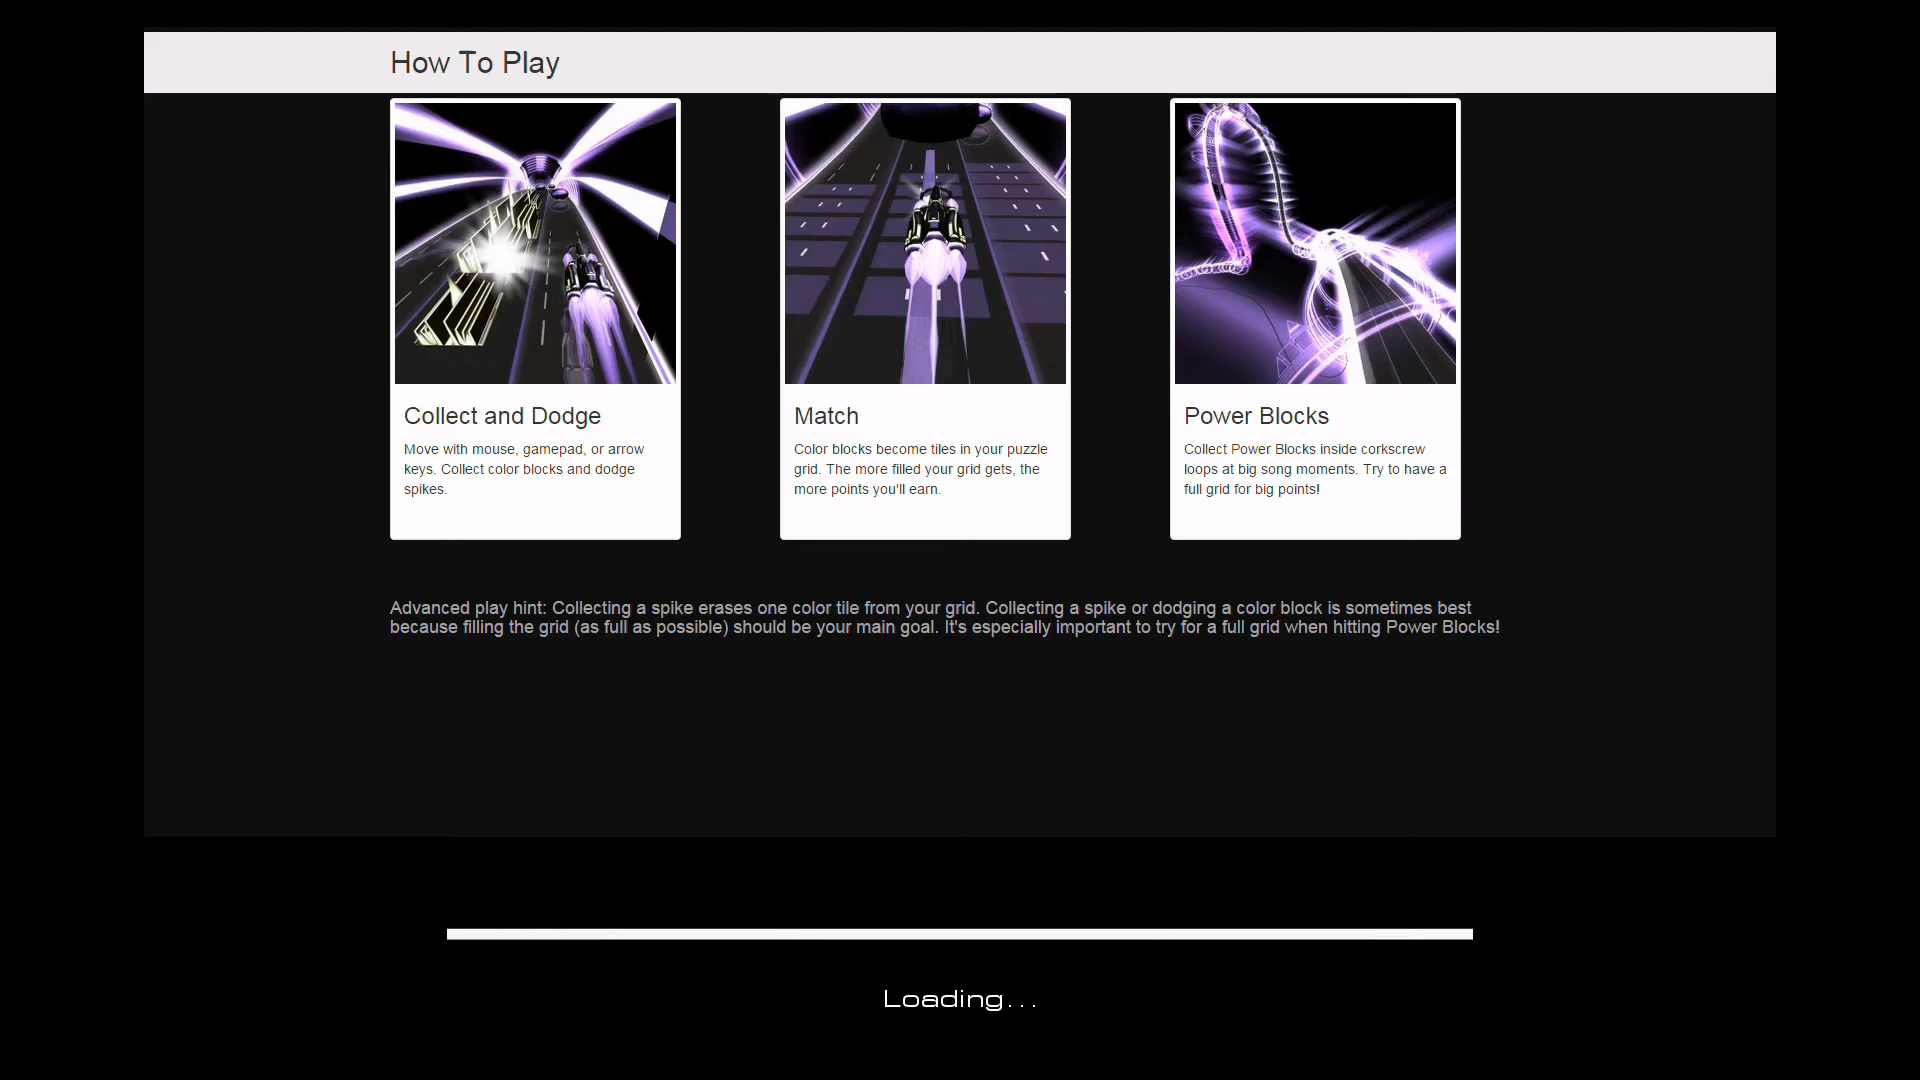 How To Play
Collect and Dodge
Move with mouse, gamepad, or arrow
keys. Collect color blocks and dodge
spikes.
Match
Color blocks become tiles in your puzzle
grid. The more filled your grid gets, the
more points you'll earn.
Power Blocks
Collect Power Blocks inside corkscrew
loops at big song moments. Try to have a
full grid for big points!
Advanced play hint: Collecting a spike erases one color tile from your grid. Collecting a spike or dodging a color block is sometimes best
because filling the grid (as full as possible) should be your main goal. It's especially important to try for a full grid when hitting Power Blocks!
Loading...